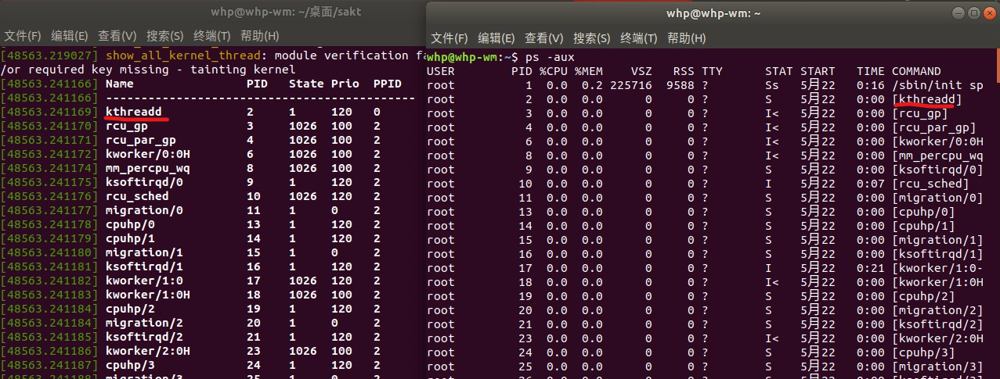 whp@whp-wm: ~/桌面/sakt
文件(F) 编辑(E) 查看(V) 搜索(S) 终端(T) 帮助(H)
[48563.219027] show_all_kernel_thread: module verification fa
/or required key missing - tainting kernel
[48563.241166] Name PID State Prio PPID
[48563.241166] --------------------------------------------
[48563.241169] kthreadd 2 1 120 0
[48563.241170] rcu_gp 3 1026 100 2
[48563.241171] rcu_par_gp 4 1026 100 2
[48563.241172] kworker/0:0H 6 1026 100 2
[48563.241174] mm_percpu_wq 8 1026 100 2
[48563.241175] ksoftirqd/0 9 1 120 2
[48563.241176] rcu_sched 10 1026 120 2
[48563.241177] migration/0 11 1 0 2
[48563.241178] cpuhp/0 13 1 120 2
[48563.241179] cpuhp/1 14 1 120 2
[48563.241180] migration/1 15 1 0 2
[48563.241181] ksoftirqd/1 16 1 120 2
[48563.241182] kworker/1:0 17 1026 120 2
[48563.241183] kworker/1:0H 18 1026 100 2
[48563.241184] cpuhp/2 19 1 120 2
[48563.241184] migration/2 20 1 0 2
[48563.241185] ksoftirqd/2 21 1 120 2
[48563.241186] kworker/2:0H 23 1026 100 2
[48563.241187] cpuhp/3 24 1 120 2
[48563.241188] migration/3 25 1 0 2
whp@whp-wm: ~
文件(F) 编辑(E) 查看(V) 搜索(S) 终端(T) 帮助(H)
whp@whp-wm:~$ ps -aux
USER PID %CPU %MEM VSZ RSS TTY STAT START TIME COMMAND
root 1 0.0 0.2 225716 9588 ? Ss 5月22 0:16 /sbin/init sp
root 2 0.0 0.0 0 0 ? S 5月22 0:00 [kthreadd]
root 3 0.0 0.0 0 0 ? I< 5月22 0:00 [rcu_gp]
root 4 0.0 0.0 0 0 ? I< 5月22 0:00 [rcu_par_gp]
root 6 0.0 0.0 0 0 ? I< 5月22 0:00 [kworker/0:0H
root 8 0.0 0.0 0 0 ? I< 5月22 0:00 [mm_percpu_wq
root 9 0.0 0.0 0 0 ? S 5月22 0:00 [ksoftirqd/0]
root 10 0.0 0.0 0 0 ? I 5月22 0:07 [rcu_sched]
root 11 0.0 0.0 0 0 ? S 5月22 0:00 [migration/0]
root 13 0.0 0.0 0 0 ? S 5月22 0:00 [cpuhp/0]
root 14 0.0 0.0 0 0 ? S 5月22 0:00 [cpuhp/1]
root 15 0.0 0.0 0 0 ? S 5月22 0:00 [migration/1]
root 16 0.0 0.0 0 0 ? S 5月22 0:00 [ksoftirqd/1]
root 17 0.0 0.0 0 0 ? I 5月22 0:21 [kworker/1:0-
root 18 0.0 0.0 0 0 ? I< 5月22 0:00 [kworker/1:0H
root 19 0.0 0.0 0 0 ? S 5月22 0:00 [cpuhp/2]
root 20 0.0 0.0 0 0 ? S 5月22 0:00 [migration/2]
root 21 0.0 0.0 0 0 ? S 5月22 0:00 [ksoftirqd/2]
root 23 0.0 0.0 0 0 ? I< 5月22 0:00 [kworker/2:0H
root 24 0.0 0.0 0 0 ? S 5月22 0:00 [cpuhp/3]
root 25 0.0 0.0 0 0 ? S 5月22 0:00 [migration/3]
root 26 0.0 0.0 0 0 ? S 5月22 0:00 [ksoftirqd/3]